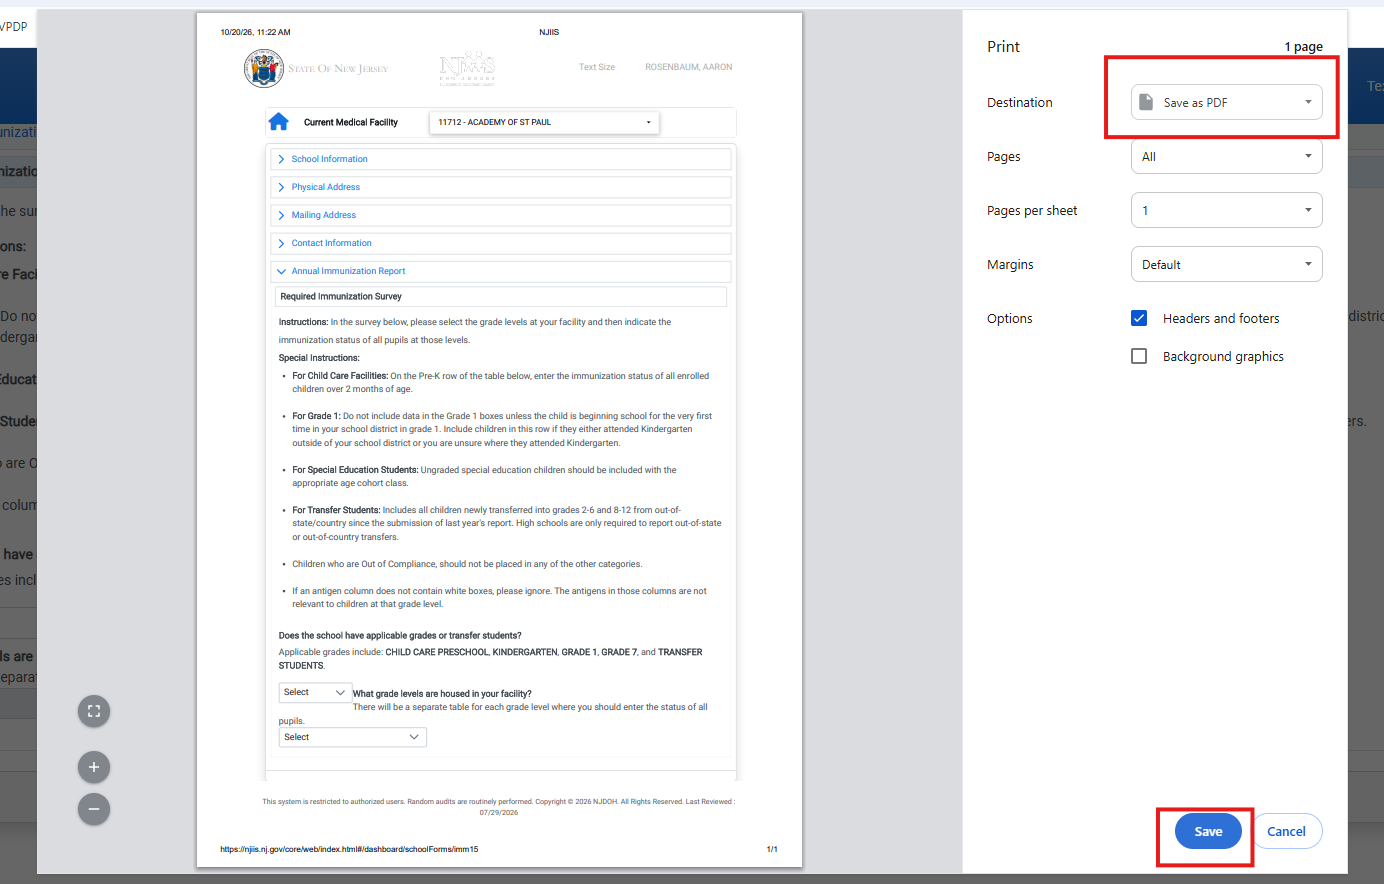 VPDP
10/20/26, 11:22 AM
NJIIS
STATE OF NEW JERSEY
NJIIS
Text Size
ROSENBAUM, AARON
Current Medical Facility
11712 - ACADEMY OF ST PAUL
School Information
Physical Address
Mailing Address
Contact Information
Annual Immunization Report
Required Immunization Survey
Instructions: In the survey below, please select the grade levels at your facility and then indicate the
immunization status of all pupils at those levels.
Special Instructions:
• For Child Care Facilities: On the Pre-K row of the table below, enter the immunization status of all enrolled
children over 2 months of age.
• For Grade 1: Do not include data in the Grade 1 boxes unless the child is beginning school for the very first
time in your school district in grade 1. Include children in this row if they either attended Kindergarten
outside of your school district or you are unsure where they attended Kindergarten.
• For Special Education Students: Ungraded special education children should be included with the
appropriate age cohort class.
• For Transfer Students: Includes all children newly transferred into grades 2-6 and 8-12 from out-of-
state/country since the submission of last year's report. High schools are only required to report out-of-state
or out-of-country transfers.
• Children who are Out of Compliance, should not be placed in any of the other categories.
• If an antigen column does not contain white boxes, please ignore. The antigens in those columns are not
relevant to children at that grade level.
Does the school have applicable grades or transfer students?
Applicable grades include: CHILD CARE PRESCHOOL, KINDERGARTEN, GRADE 1, GRADE 7, and TRANSFER
STUDENTS.
Select
What grade levels are housed in your facility?
There will be a separate table for each grade level where you should enter the status of all
pupils.
Select
This system is restricted to authorized users. Random audits are routinely performed. Copyright © 2026 NJDOH. All Rights Reserved. Last Reviewed :
07/29/2026
https://njiis.nj.gov/core/web/index.html#/dashboard/schoolForms/imm15
1/1
Print
1 page
Destination
Save as PDF
Pages
All
Pages per sheet
1
Margins
Default
Options
Headers and footers
Background graphics
Save
Cancel